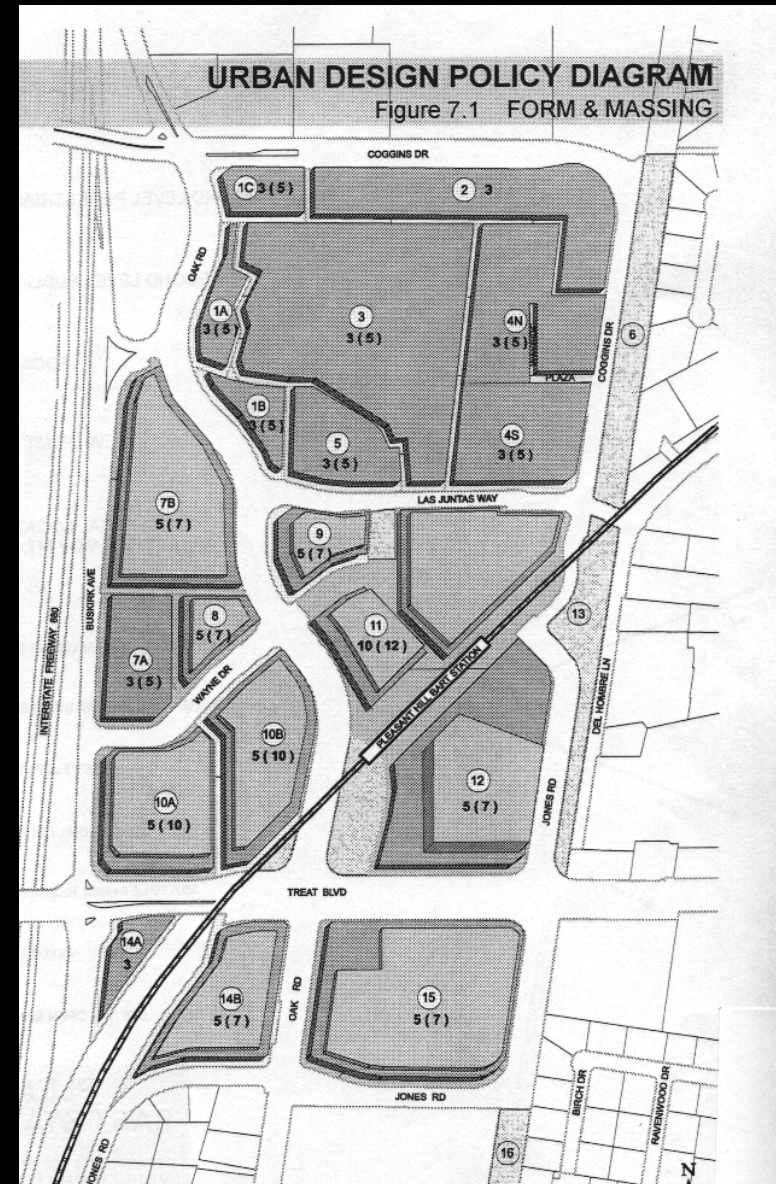 URBAN DESIGN POLICY DIAGRAM
Figure 7.1 FORM & MASSING
COGGINS DR
1C 3 ( 5 )
2 3
OAK RD
1A
3 ( 5 )
3
3 ( 5 )
4N
3 ( 5 )
PLAZA
COGGINS DR
6
1B
3 ( 5 )
5
3 ( 5 )
4S
3 ( 5 )
LAS JUNTAS WAY
7B
5 ( 7 )
9
5 ( 7 )
BUSKIRK AVE
INTERSTATE FREEWAY 680
8
5 ( 7 )
11
10 ( 12 )
13
7A
3 ( 5 )
WAYNE DR
PLEASANT HILL BART STATION
DEL HOMBRE LN
10B
5 ( 10 )
10A
5 ( 10 )
12
5 ( 7 )
JONES RD
TREAT BLVD
14A
3
14B
5 ( 7 )
OAK RD
15
5 ( 7 )
JONES RD
BIRCH DR
RAVENWOOD DR
JONES RD
16
N